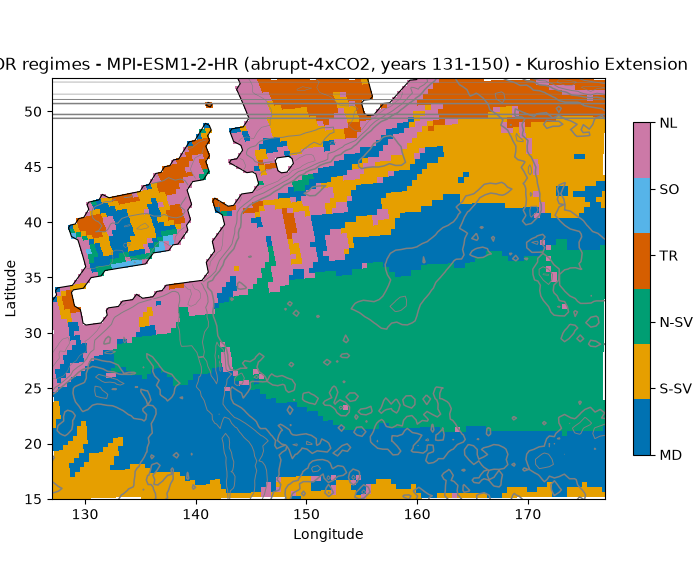 OR regimes - MPI-ESM1-2-HR (abrupt-4xCO2, years 131-150) - Kuroshio Extension
50
45
40
35
30
25
20
15
Latitude
130
140
150
160
170
Longitude
NL
SO
TR
N-SV
S-SV
MD